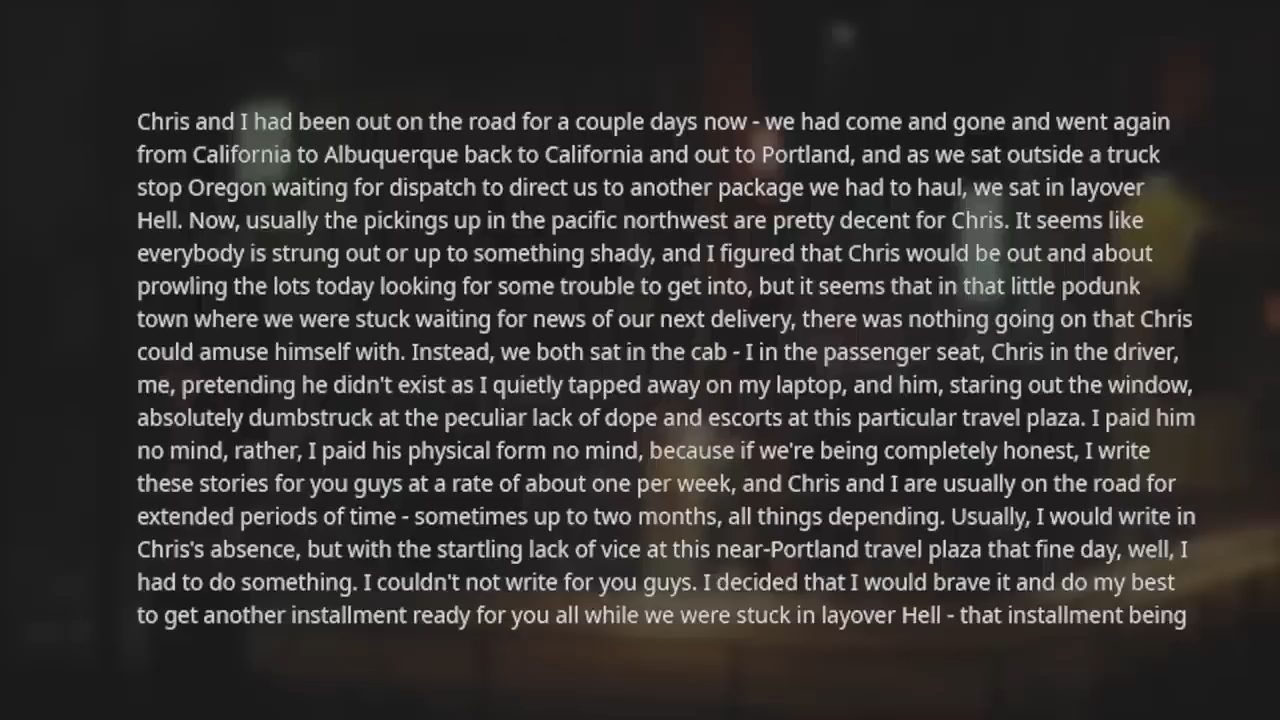 Chris and I had been out on the road for a couple days now - we had come and gone and went again
from California to Albuquerque back to California and out to Portland, and as we sat outside a truck
stop Oregon waiting for dispatch to direct us to another package we had to haul, we sat in layover
Hell. Now, usually the pickings up in the pacific northwest are pretty decent for Chris. It seems like
everybody is strung out or up to something shady, and I figured that Chris would be out and about
prowling the lots today looking for some trouble to get into, but it seems that in that little podunk
town where we were stuck waiting for news of our next delivery, there was nothing going on that Chris
could amuse himself with. Instead, we both sat in the cab - I in the passenger seat, Chris in the driver,
me, pretending he didn't exist as I quietly tapped away on my laptop, and him, staring out the window,
absolutely dumbstruck at the peculiar lack of dope and escorts at this particular travel plaza. I paid him
no mind, rather, I paid his physical form no mind, because if we're being completely honest, I write
these stories for you guys at a rate of about one per week, and Chris and I are usually on the road for
extended periods of time - sometimes up to two months, all things depending. Usually, I would write in
Chris's absence, but with the startling lack of vice at this near-Portland travel plaza that fine day, well, I
had to do something. I couldn't not write for you guys. I decided that I would brave it and do my best
to get another installment ready for you all while we were stuck in layover Hell - that installment being